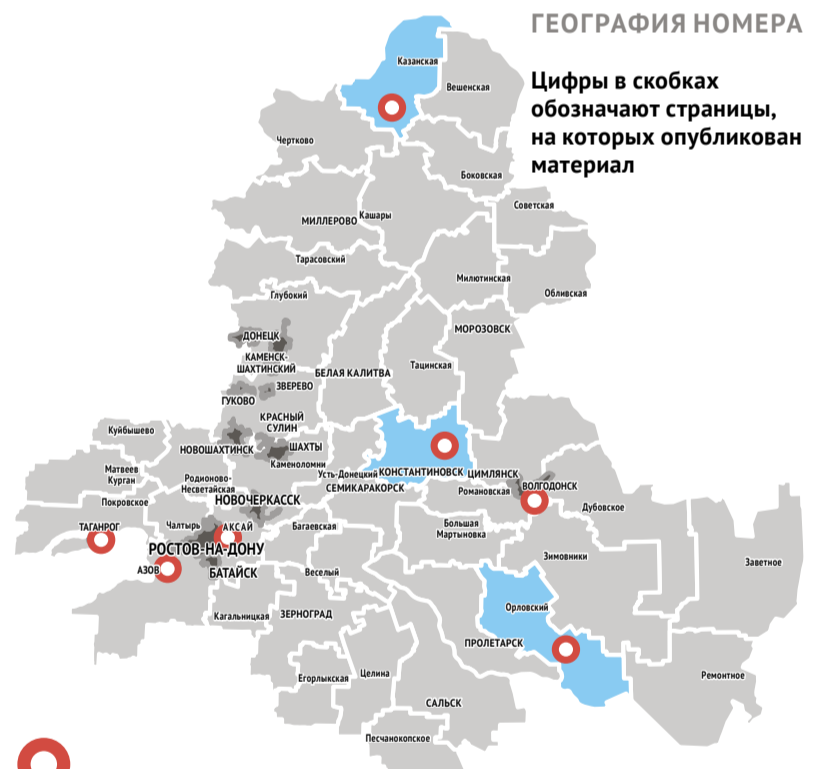 ГЕОГРАФИЯ НОМЕРА
Цифры в скобках
обозначают страницы,
на которых опубликован
материал
Казанская
Вешенская
Чертково
Боковская
Советская
МИЛЛЕРОВО
Кашары
Тарасовский
Милютинская
Обливская
Глубокий
МОРОЗОВСК
ДОНЕЦК
КАМЕНСК-
ШАХТИНСКИЙ
БЕЛАЯ КАЛИТВА
Тацинская
ЗВЕРЕВО
ГУКОВО
КРАСНЫЙ
СУЛИН
Куйбышево
НОВОШАХТИНСК
ШАХТЫ
Каменоломни
Матвеев
Курган
Родионово-
Несветайская
Усть-Донецкий
КОНСТАНТИНОВСК
ЦИМЛЯНСК
СЕМИКАРАКОРСК
Романовская
ВОЛГОДОНСК
Покровское
НОВОЧЕРКАССК
Дубовское
ТАГАНРОГ
Чалтырь
АКСАЙ
Багаевская
Большая
Мартыновка
РОСТОВ-НА-ДОНУ
Зимовники
Заветное
АЗОВ
БАТАЙСК
Веселый
Кагальницкая
ЗЕРНОГРАД
Орловский
ПРОЛЕТАРСК
Егорлыкская
Целина
Ремонтное
САЛЬСК
Песчанокопское